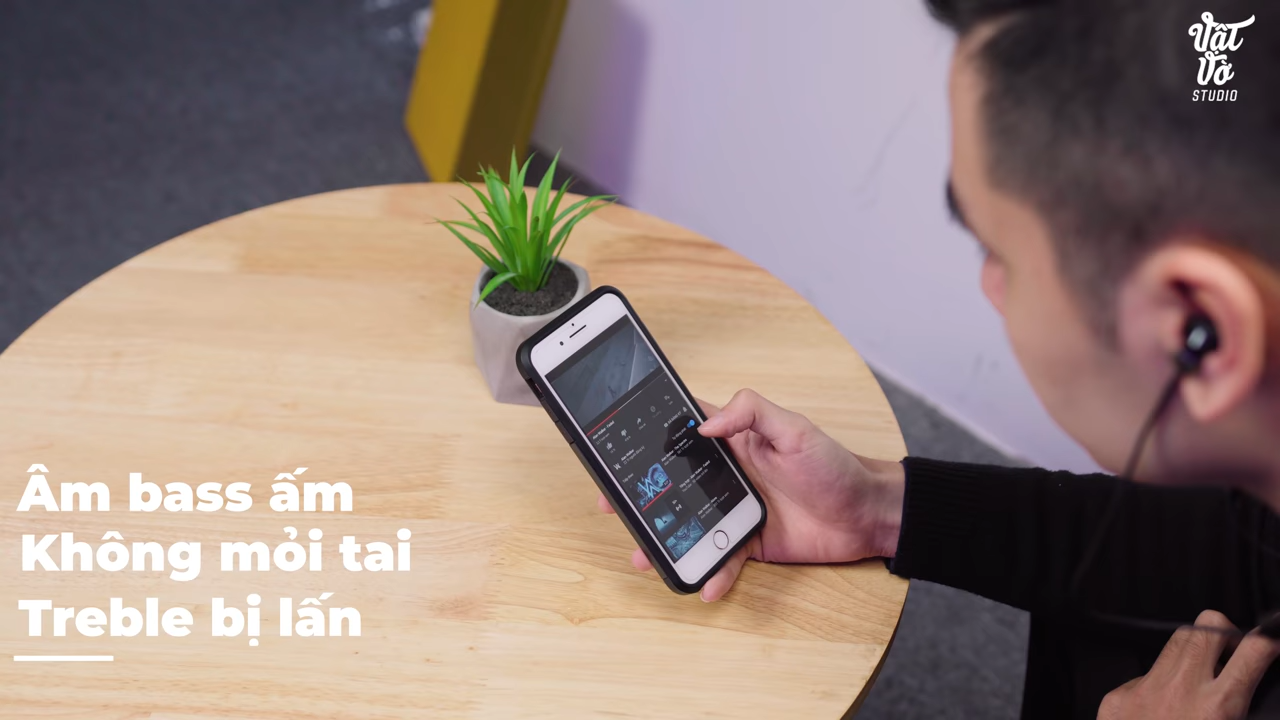 Vật
Vờ
STUDIO
Âm bass ấm
Không mỏi tai
Treble bị lấn